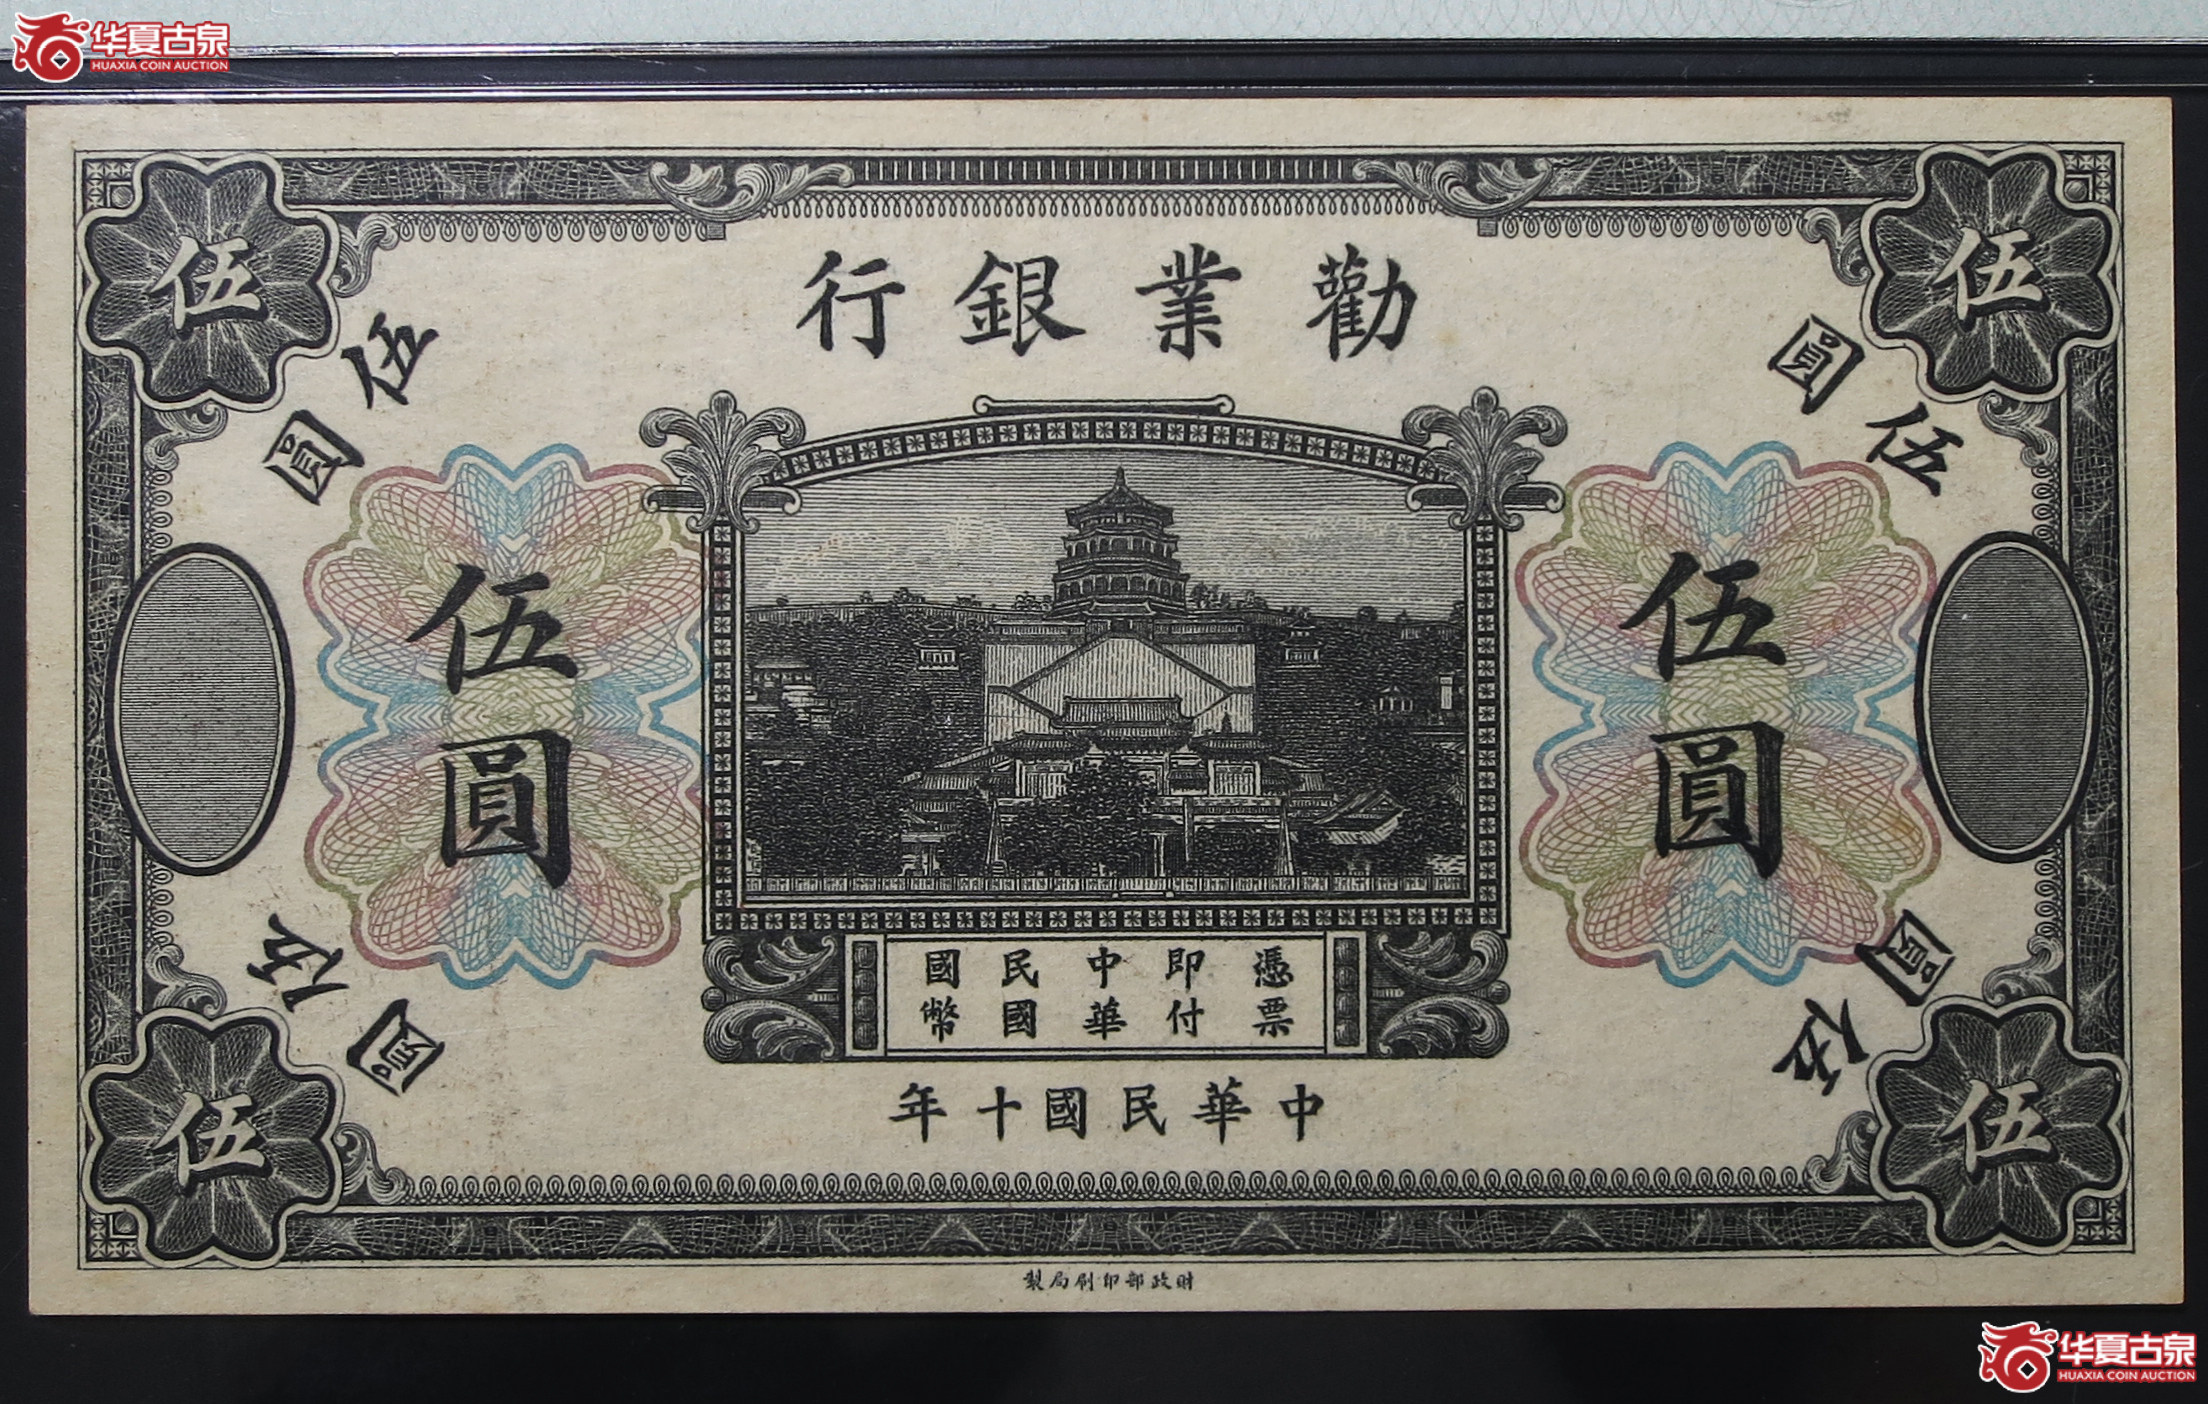 华夏古泉
HUAXIA COIN AUCTION
勸業銀行
伍
伍
伍圓
伍圓
伍圓
伍圓
憑票
即付
中華
民國
國幣
伍圓
伍圓
中華民國十年
伍
伍
財政部印刷局製
华夏古泉
HUAXIA COIN AUCTION